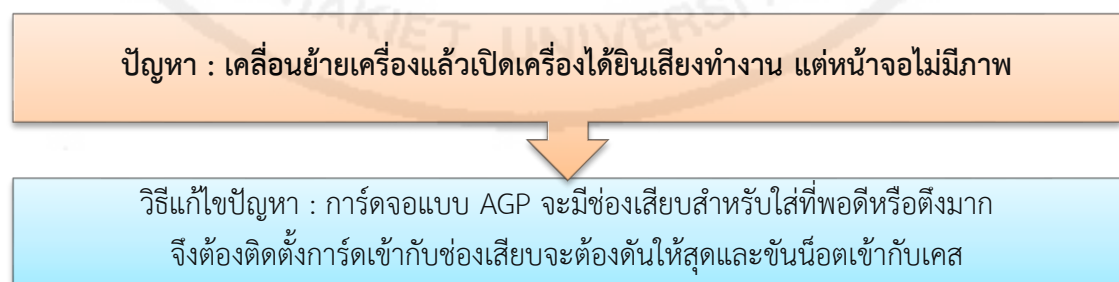 ปัญหา : เคลื่อนย้ายเครื่องแล้วเปิดเครื่องได้ยินเสียงทำงาน แต่หน้าจอไม่มีภาพ
วิธีแก้ไขปัญหา : การ์ดจอแบบ AGP จะมีช่องเสียบสำหรับใส่ที่พอดีหรือตึงมาก
จึงต้องติดตั้งการ์ดเข้ากับช่องเสียบจะต้องดันให้สุดและขันน็อตเข้ากับเคส